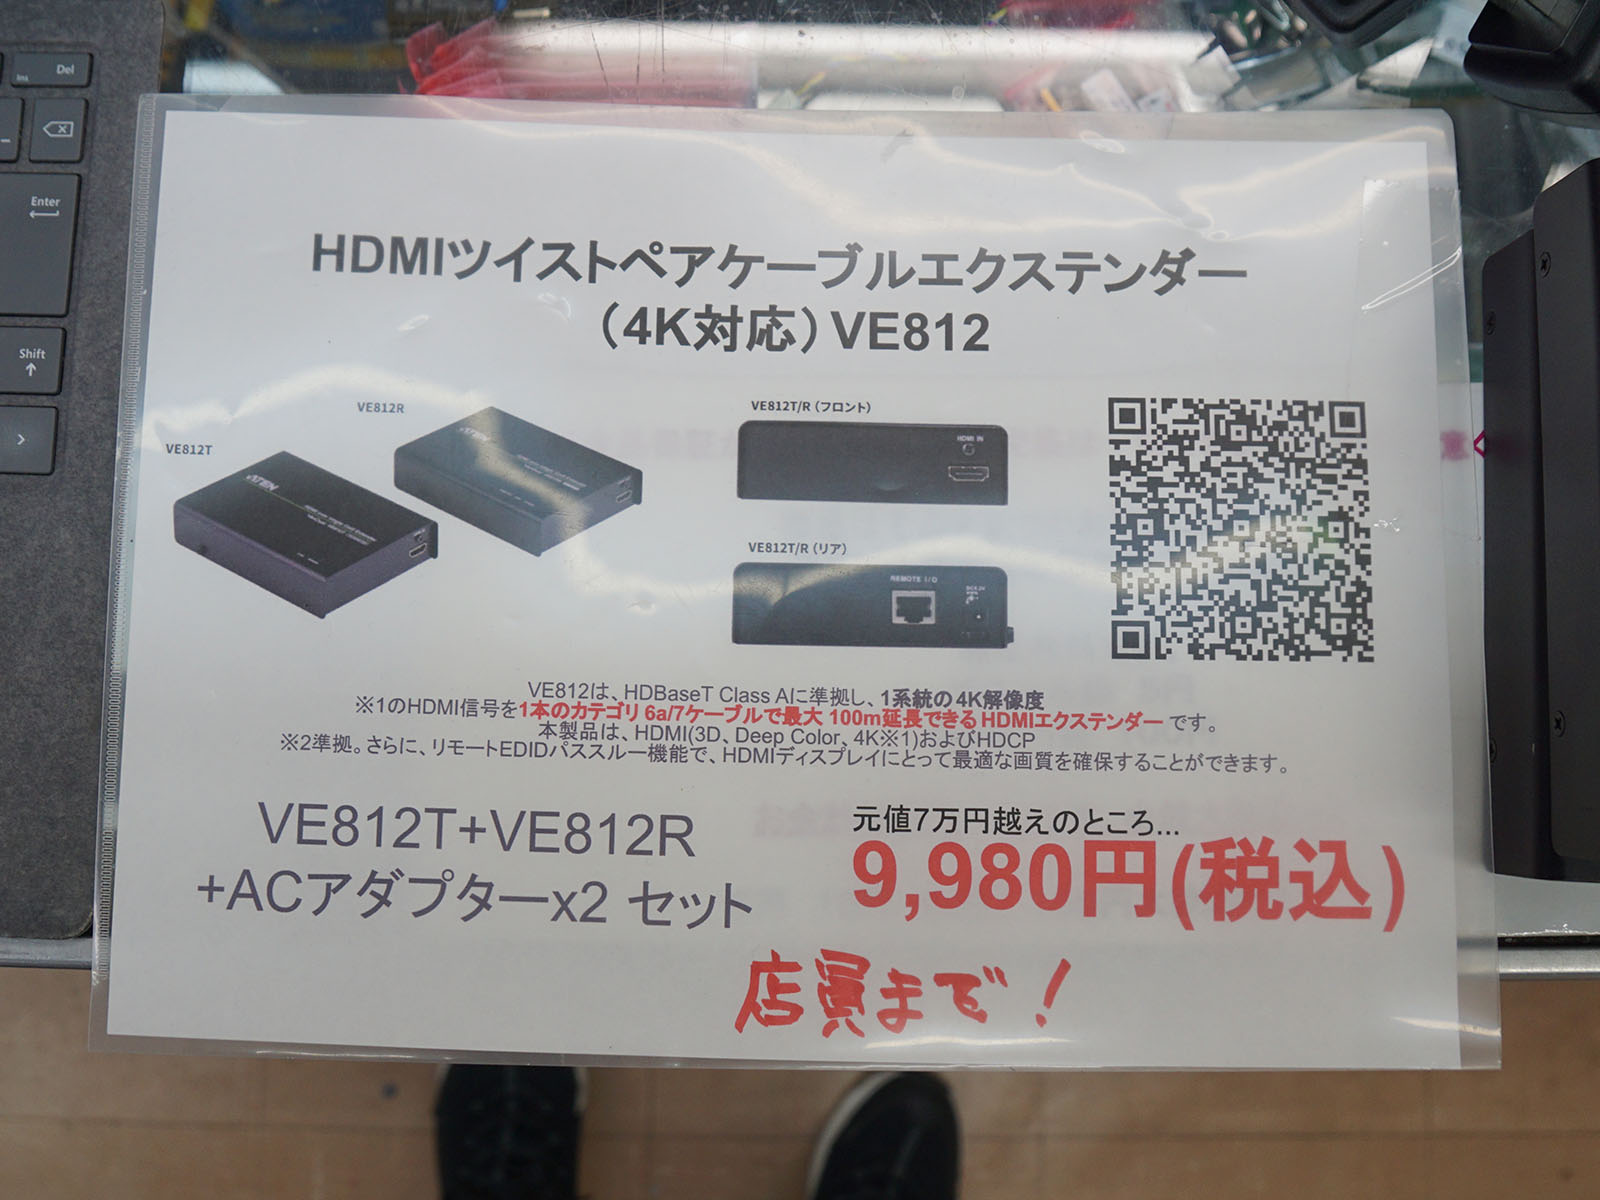 Ins
Del
Enter
Shift
HDMIツイストペアケーブルエクステンダー
（4K対応）VE812
VE812T
VE812R
VE812T/R（フロント）
ATEN
ATEN
HDMI IN
VE812T/R（リア）
REMOTE I/O
VE812は、HDBaseT Class Aに準拠し、1系統の4K解像度
※1のHDMI信号を1本のカテゴリ 6a/7ケーブルで最大 100m延長できるHDMIエクステンダー です。
本製品は、HDMI(3D、Deep Color、4K※1)およびHDCP
※2準拠。さらに、リモートEDIDパススルー機能で、HDMIディスプレイにとって最適な画質を確保することができます。
VE812T+VE812R
+ACアダプターx2 セット
元値7万円越えのところ...
9,980円(税込)
店員まで！